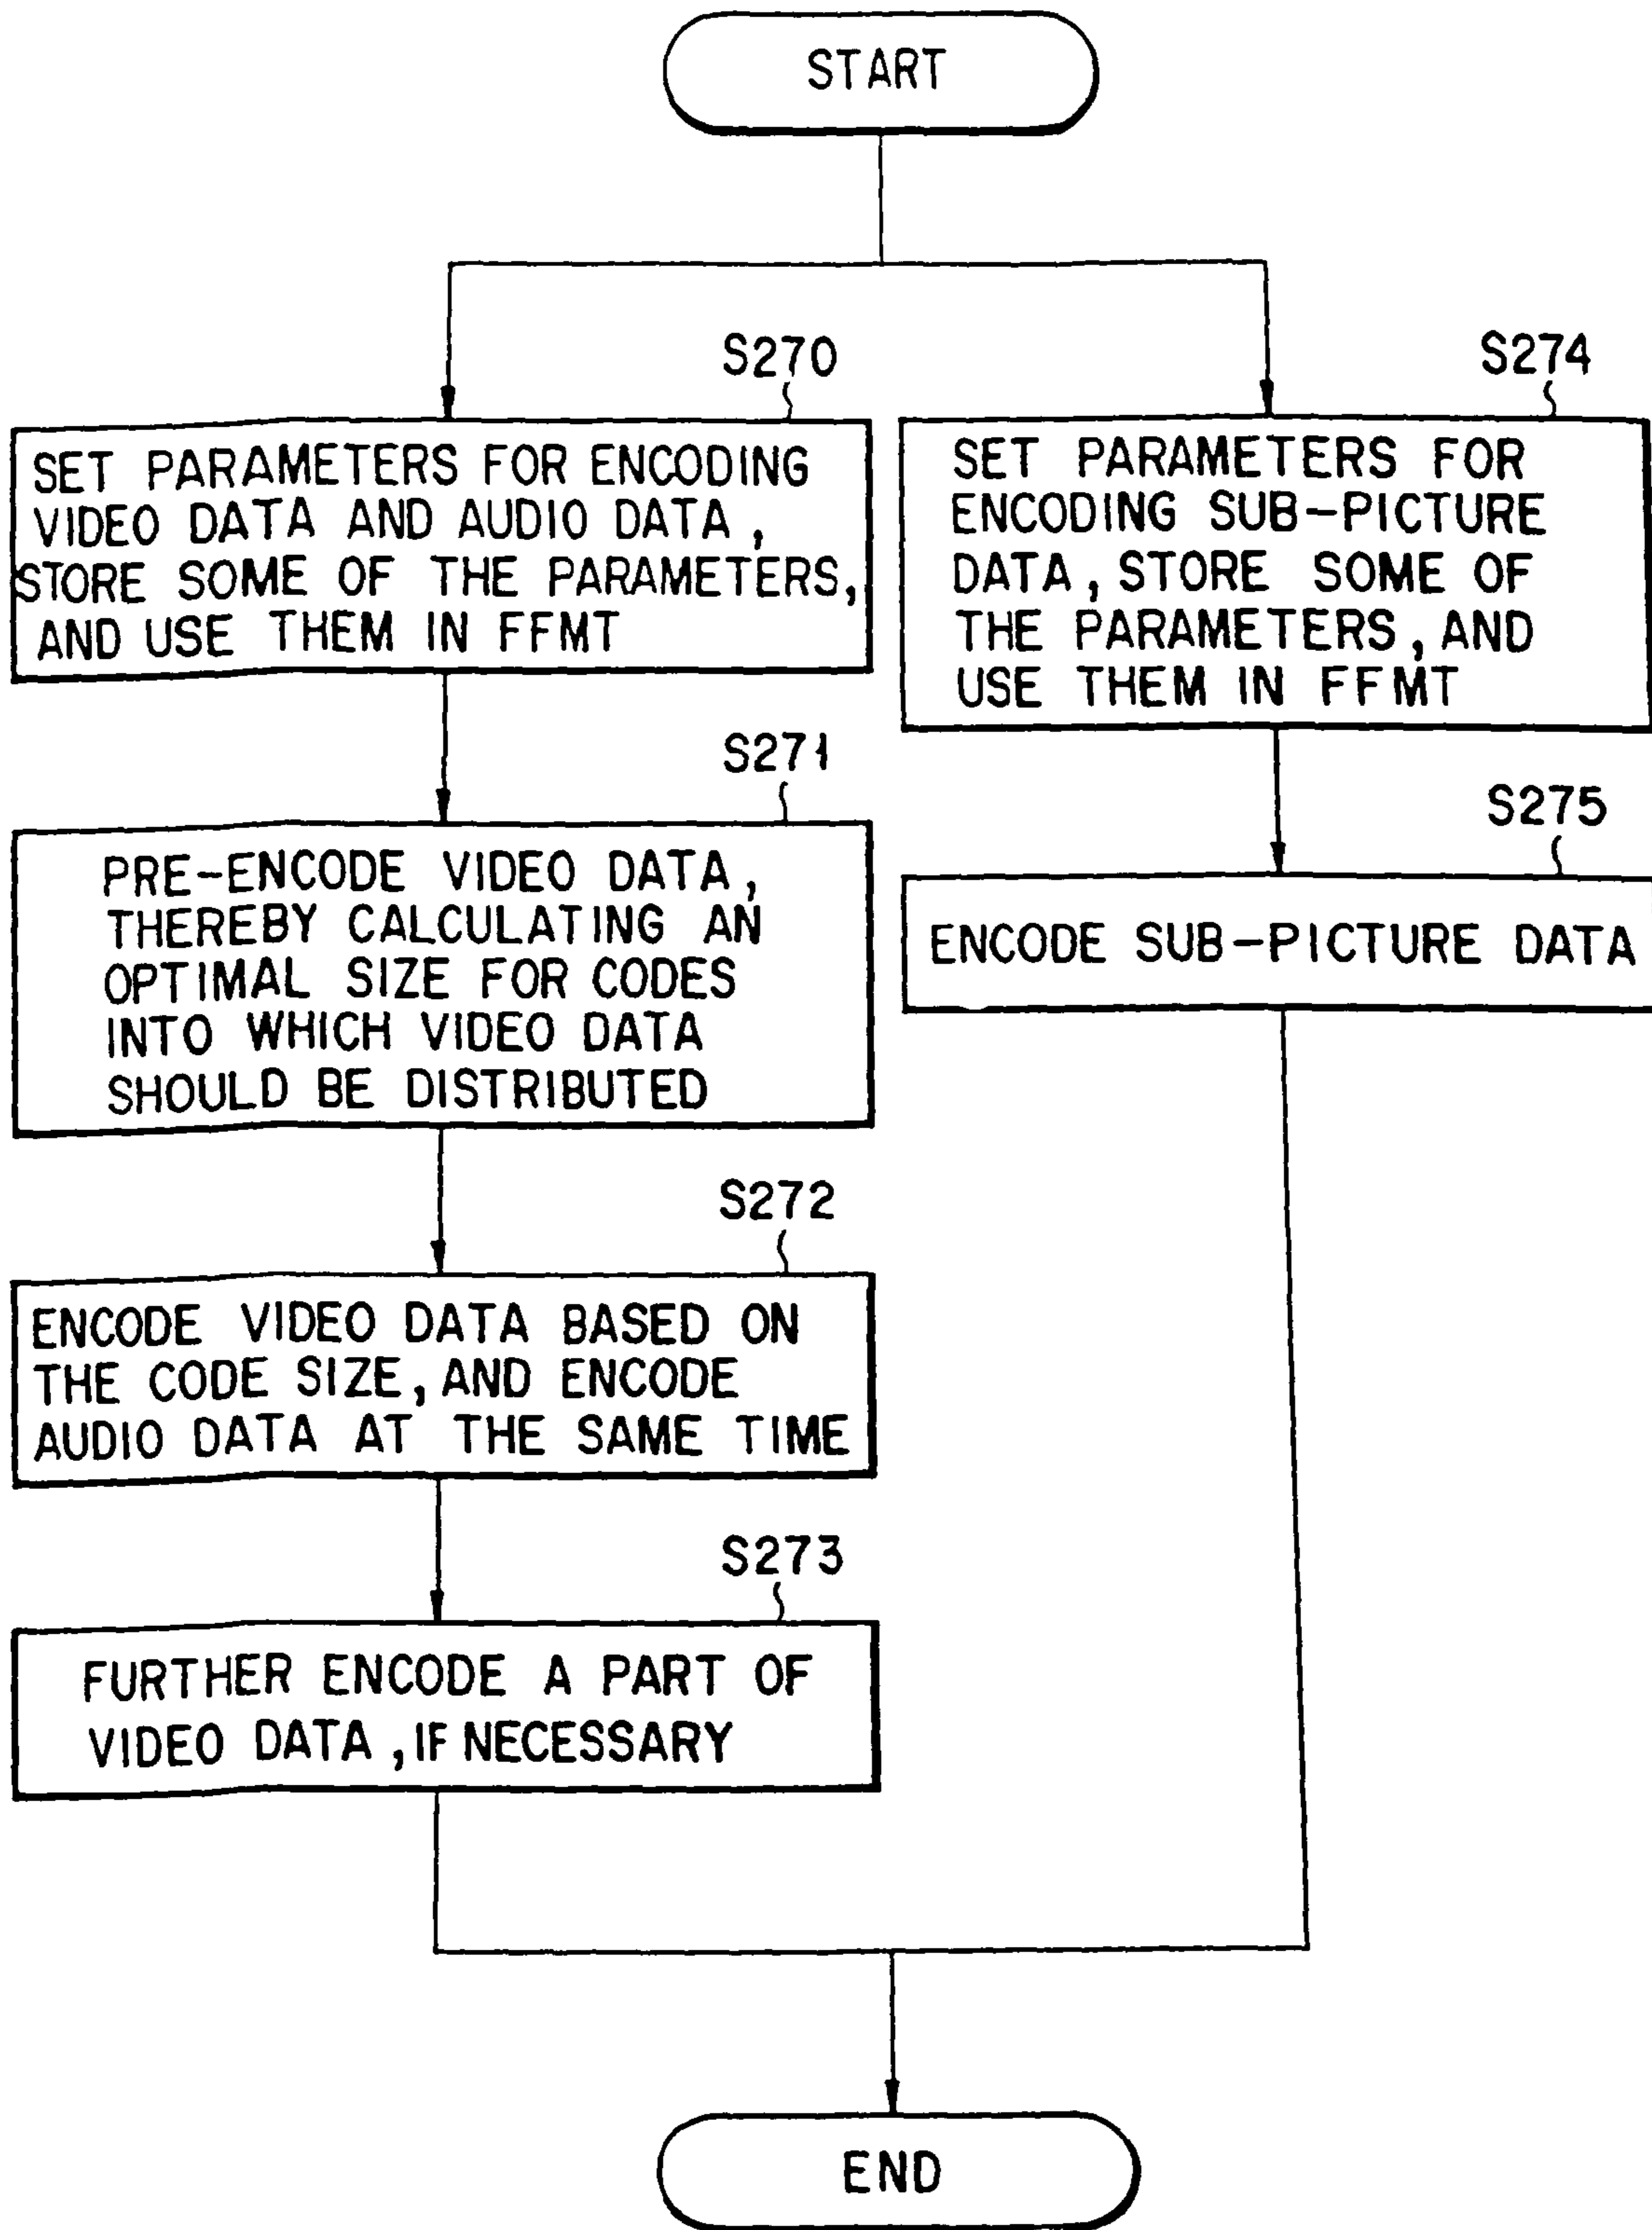 START
S270
SET PARAMETERS FOR ENCODING
VIDEO DATA AND AUDIO DATA,
STORE SOME OF THE PARAMETERS,
AND USE THEM IN FFMT
S271
PRE-ENCODE VIDEO DATA,
THEREBY CALCULATING AN
OPTIMAL SIZE FOR CODES
INTO WHICH VIDEO DATA
SHOULD BE DISTRIBUTED
S272
ENCODE VIDEO DATA BASED ON
THE CODE SIZE, AND ENCODE
AUDIO DATA AT THE SAME TIME
S273
FURTHER ENCODE A PART OF
VIDEO DATA, IF NECESSARY
S274
SET PARAMETERS FOR
ENCODING SUB-PICTURE
DATA, STORE SOME OF
THE PARAMETERS, AND
USE THEM IN FFMT
S275
ENCODE SUB-PICTURE DATA
END